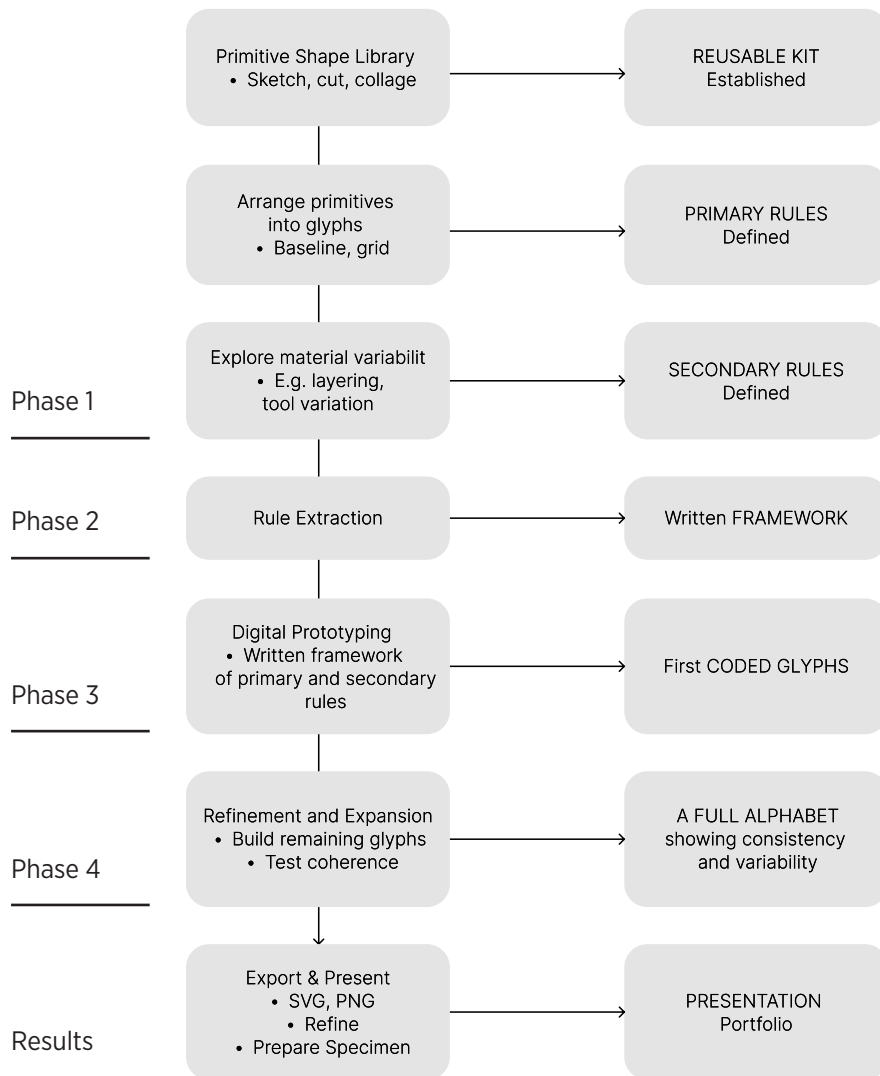 Primitive Shape Library
• Sketch, cut, collage
REUSABLE KIT
Established
Arrange primitives
into glyphs
• Baseline, grid
PRIMARY RULES
Defined
Phase 1
Explore material variabilit
• E.g. layering,
tool variation
SECONDARY RULES
Defined
Phase 2
Rule Extraction
Written FRAMEWORK
Phase 3
Digital Prototyping
• Written framework
of primary and secondary
rules
First CODED GLYPHS
Phase 4
Refinement and Expansion
• Build remaining glyphs
• Test coherence
A FULL ALPHABET
showing consistency
and variability
Results
Export & Present
• SVG, PNG
• Refine
• Prepare Specimen
PRESENTATION
Portfolio